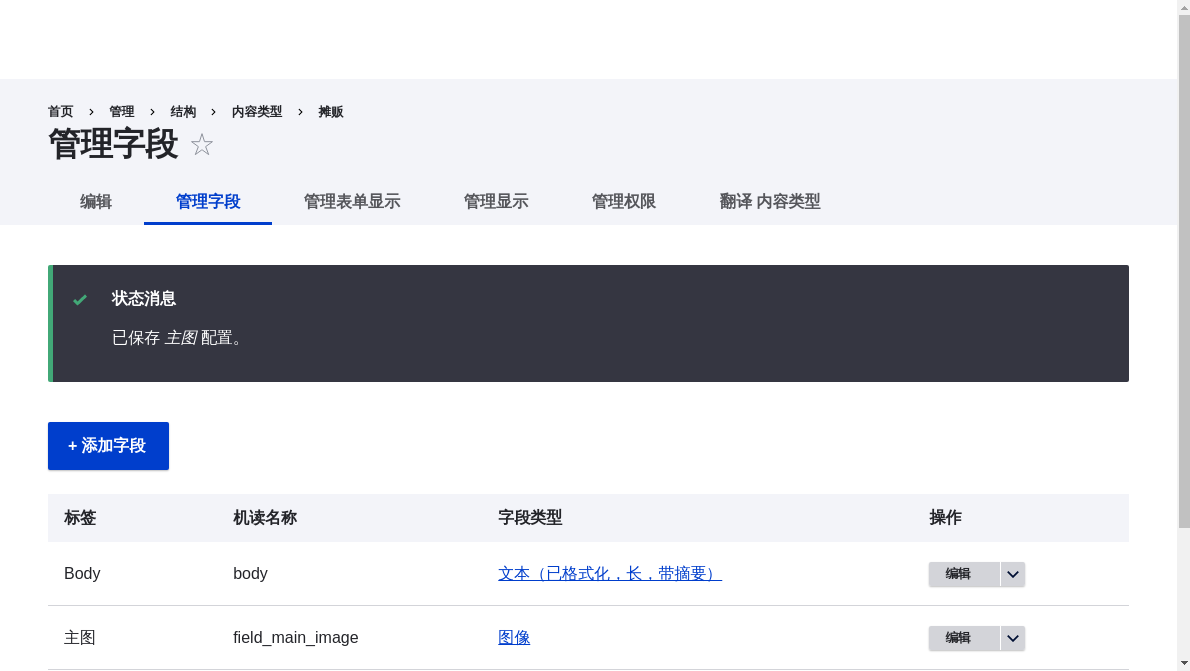 首页 › 管理 › 结构 › 内容类型 › 摊贩
管理字段
编辑 管理字段 管理表单显示 管理显示 管理权限 翻译 内容类型
状态消息
已保存 主图 配置。
+ 添加字段
标签 机读名称 字段类型 操作
Body body 文本（已格式化，长，带摘要） 编辑
主图 field_main_image 图像 编辑